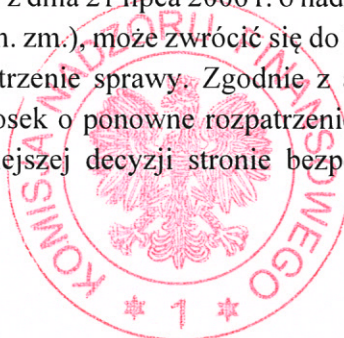 z dnia 21 lipca 2006 r. o nad
n. zm.), może zwrócić się do
trzenie sprawy. Zgodnie z a
osek o ponowne rozpatrzenie
ejszej decyzji stronie bezp
KOMISJA NADZORU FINANSOWEGO
* 1 *